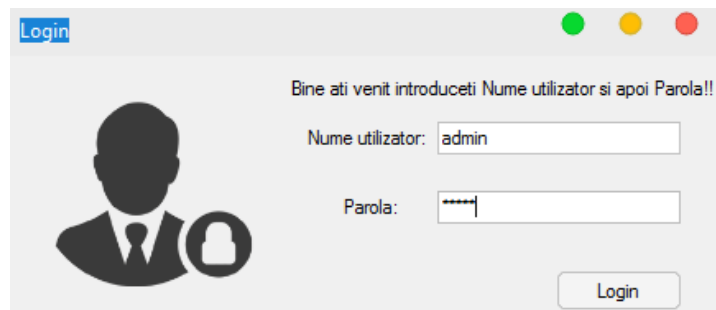 Login
Bine ati venit introduceti Nume utilizator si apoi Parola!!
Nume utilizator: admin
Parola: *****
Login